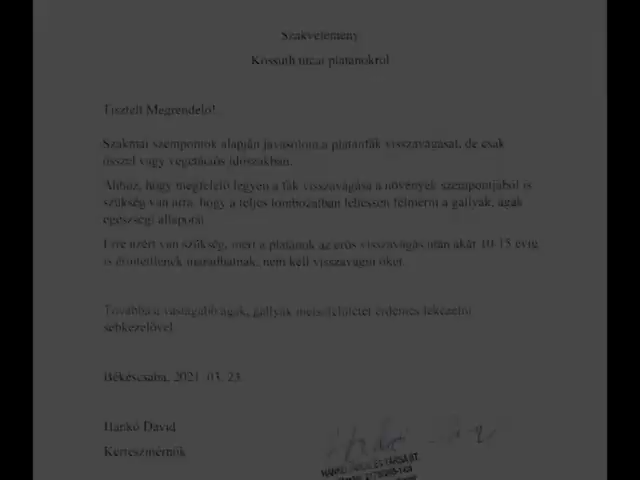 Szakvélemény
Kossuth utcai platánokról
Tisztelt Megrendelő!
Szakmai szempontok alapján javasolom a platánfák visszavágását, de csak
ősszel vagy vegetációs időszakban.
Ahhoz, hogy megfelelő legyen a fák visszavágása a növények szempontjából is
szükség van arra, hogy a teljes lombozatban lehessen felmérni a gallyak, ágak
egészségi állapotát
Erre azért van szükség, mert a platánok az erős visszavágás után akár 10-15 évig
is érintetlenek maradhatnak, nem kell visszavágni őket.
Továbbá a vastagabb ágak, gallyak metszfelületét érdemes lekezelni
sebkezelővel
Békéscsaba, 2021. 03. 23.
Hankó Dávid
Kertészmérnök